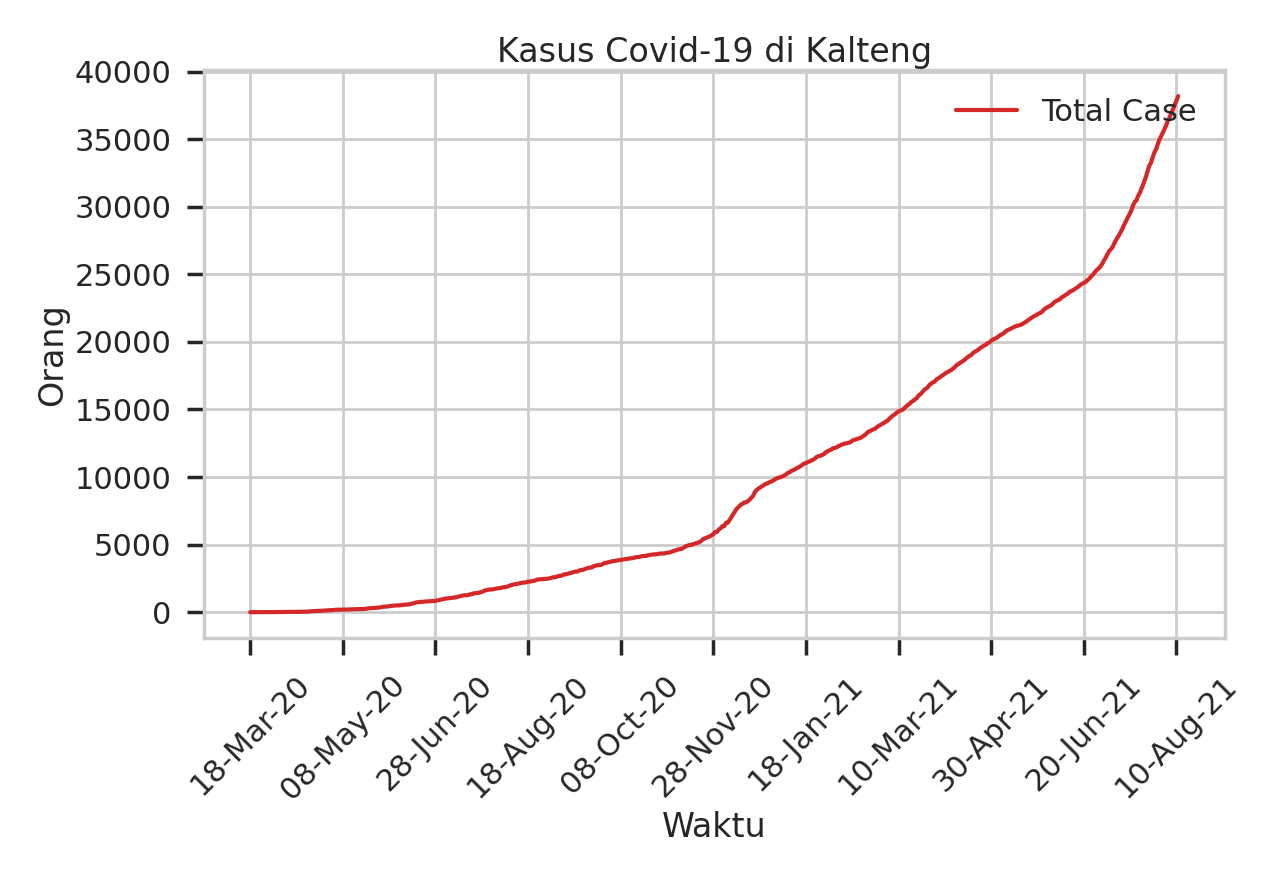 Kasus Covid-19 di Kalteng
40000
35000
30000
25000
20000
15000
10000
5000
0
Orang
Total Case
18-Mar-20
08-May-20
28-Jun-20
18-Aug-20
08-Oct-20
28-Nov-20
18-Jan-21
10-Mar-21
30-Apr-21
20-Jun-21
10-Aug-21
Waktu